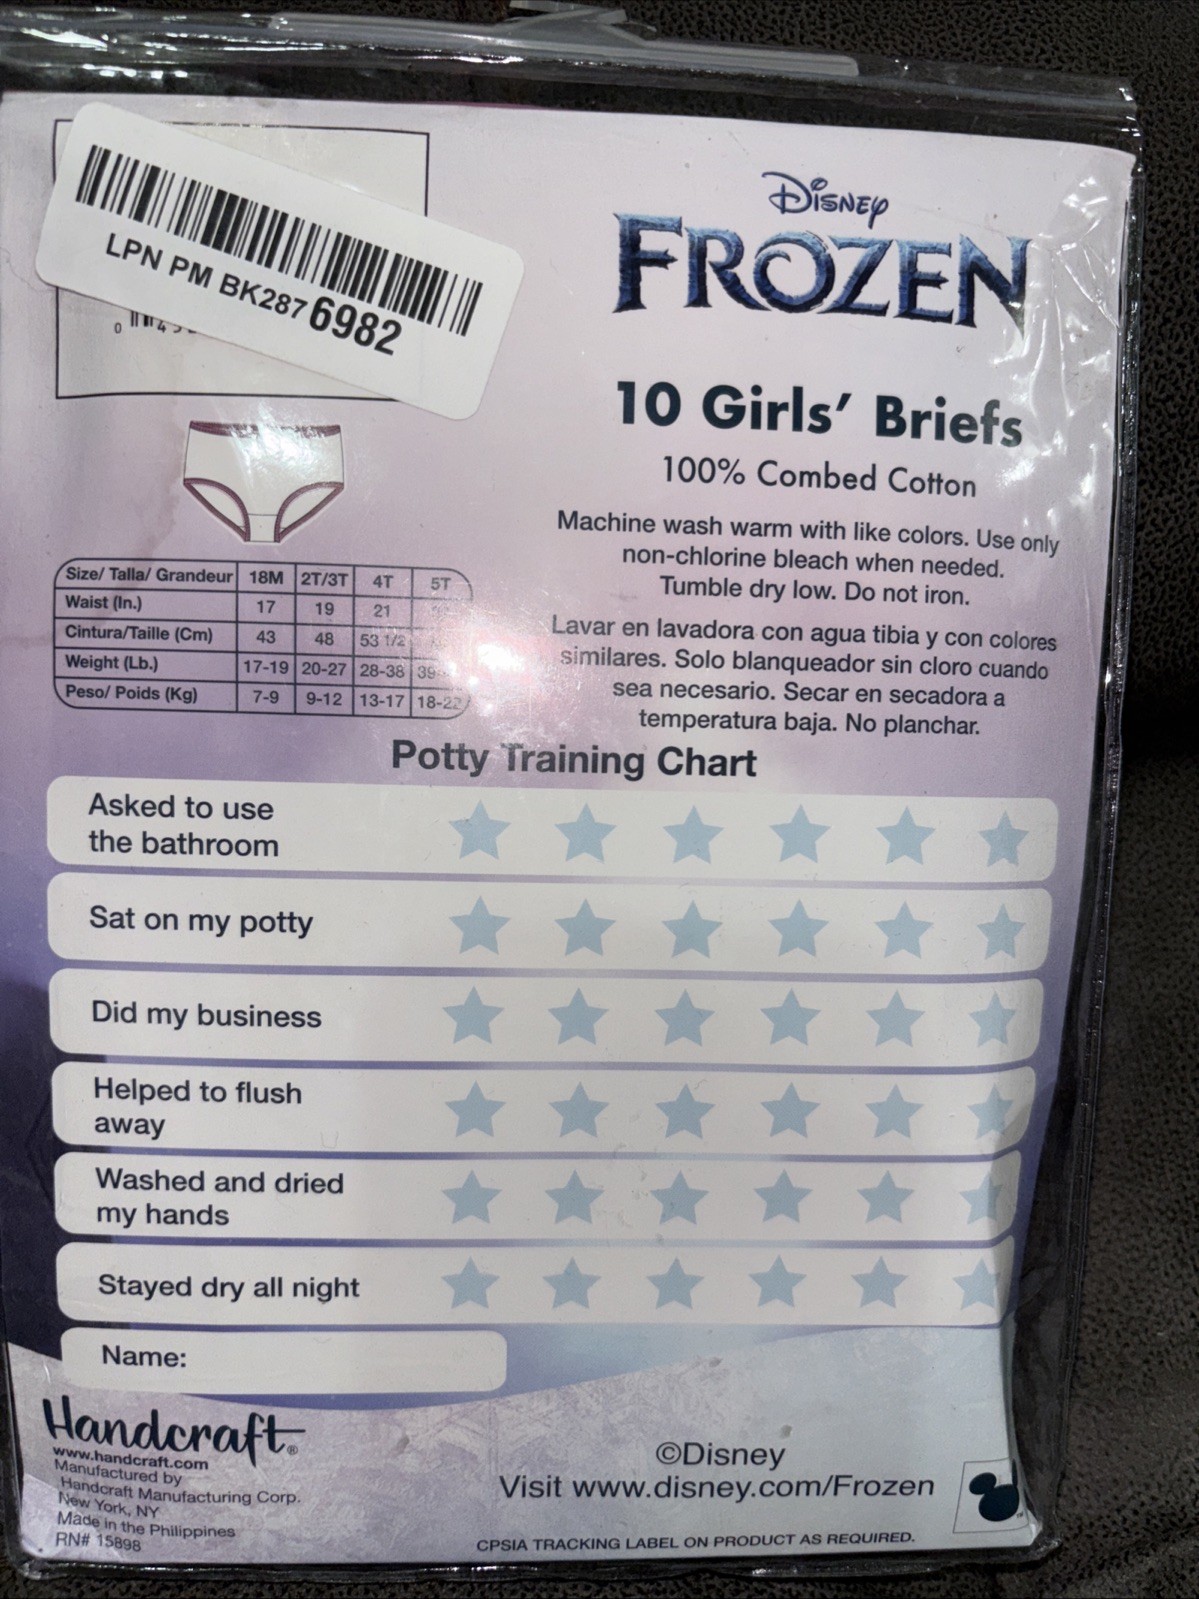 LPN PM BK2876982
0
DISNEY
FROZEN
10 Girls' Briefs
100% Combed Cotton
Machine wash warm with like colors. Use only
non-chlorine bleach when needed.
Tumble dry low. Do not iron.
Lavar en lavadora con agua tibia y con colores
similares. Solo blanqueador sin cloro cuando
sea necesario. Secar en secadora a
temperatura baja. No planchar.
Size/ Talla/ Grandeur 18M 2T/3T 4T 5T
Waist (In.) 17 19 21
Cintura/Taille (Cm) 43 48 53 1/2
Weight (Lb.) 17-19 20-27 28-38 39-
Peso/ Poids (Kg) 7-9 9-12 13-17 18-22
Potty Training Chart
Asked to use
the bathroom
Sat on my potty
Did my business
Helped to flush
away
Washed and dried
my hands
Stayed dry all night
Name:
Handcraft®
www.handcraft.com
Manufactured by
Handcraft Manufacturing Corp.
New York, NY
Made in the Philippines
RN# 15898
©Disney
Visit www.disney.com/Frozen
CPSIA TRACKING LABEL ON PRODUCT AS REQUIRED.